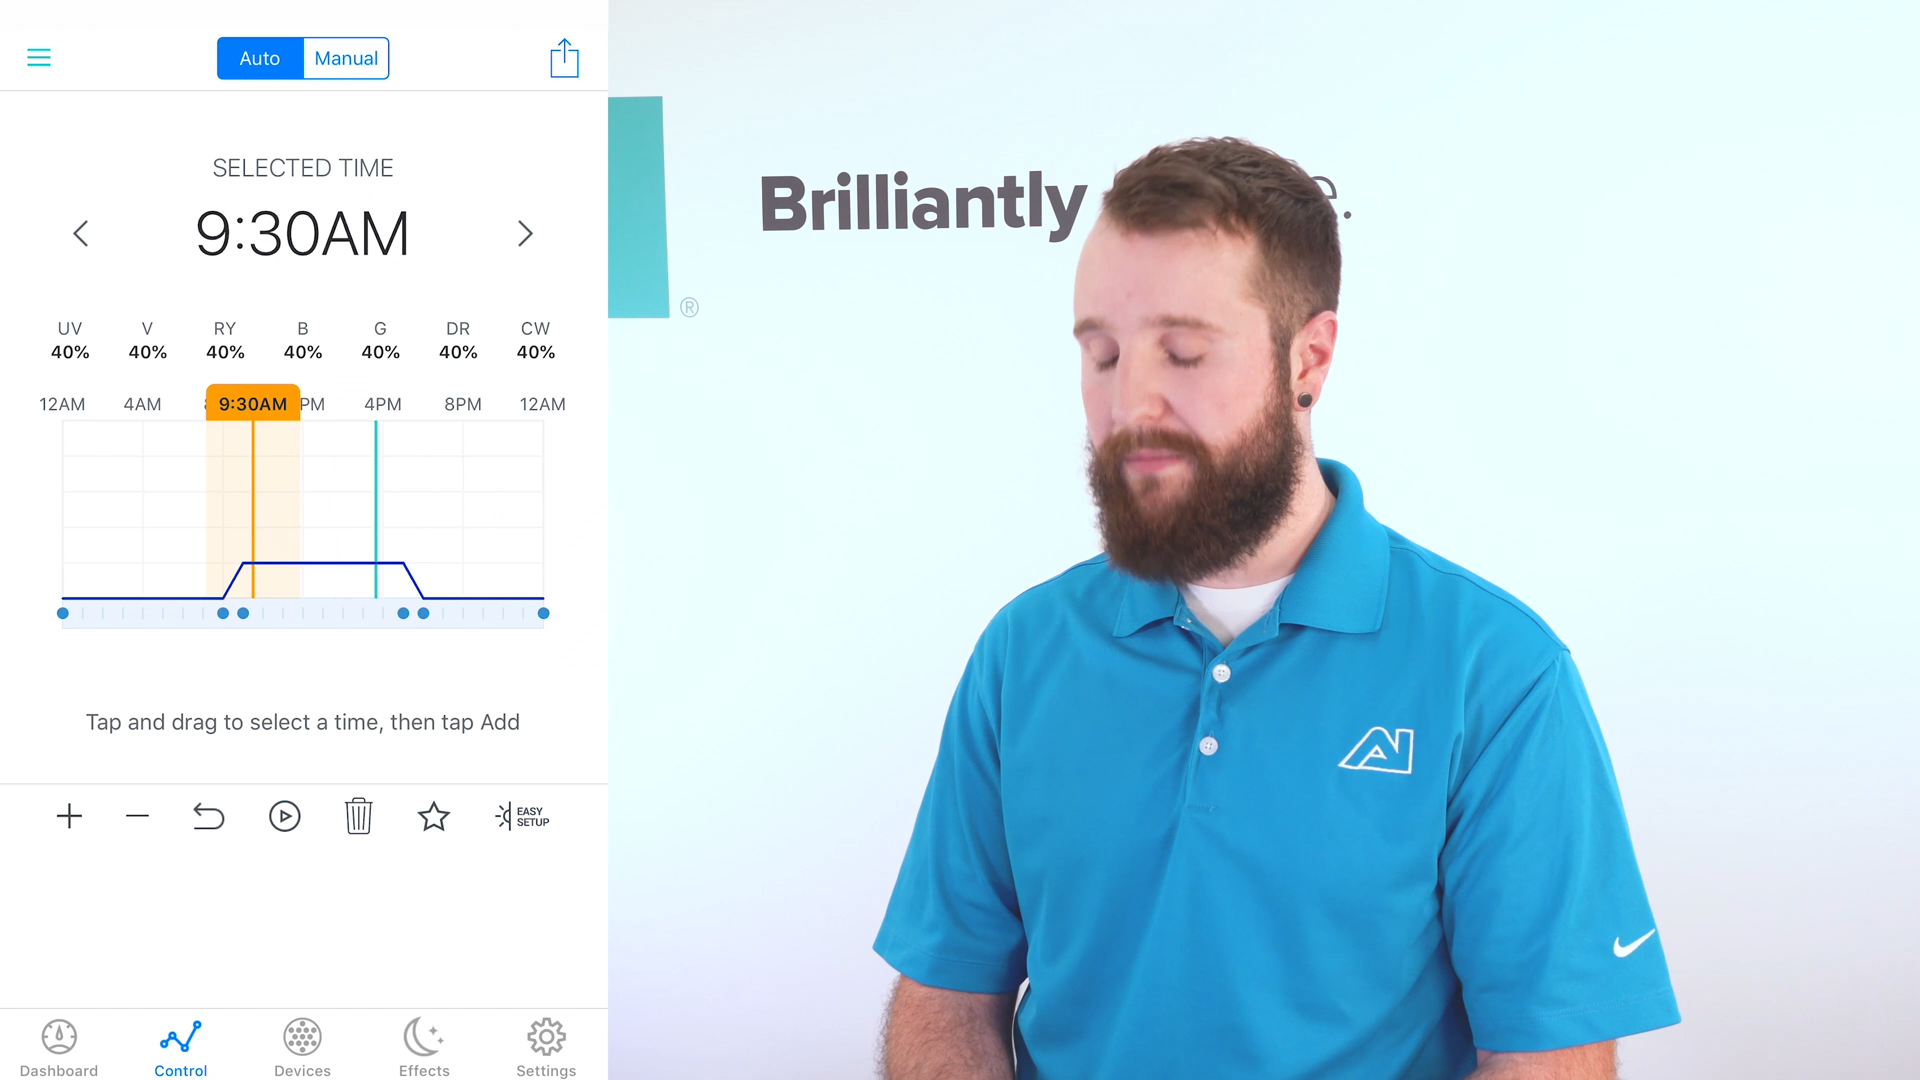 Auto Manual
SELECTED TIME
9:30AM
UV V RY B G DR CW
40% 40% 40% 40% 40% 40% 40%
12AM 4AM 9:30AM PM 4PM 8PM 12AM
Tap and drag to select a time, then tap Add
EASY
SETUP
Dashboard Control Devices Effects Settings
Brilliantly
®
AI